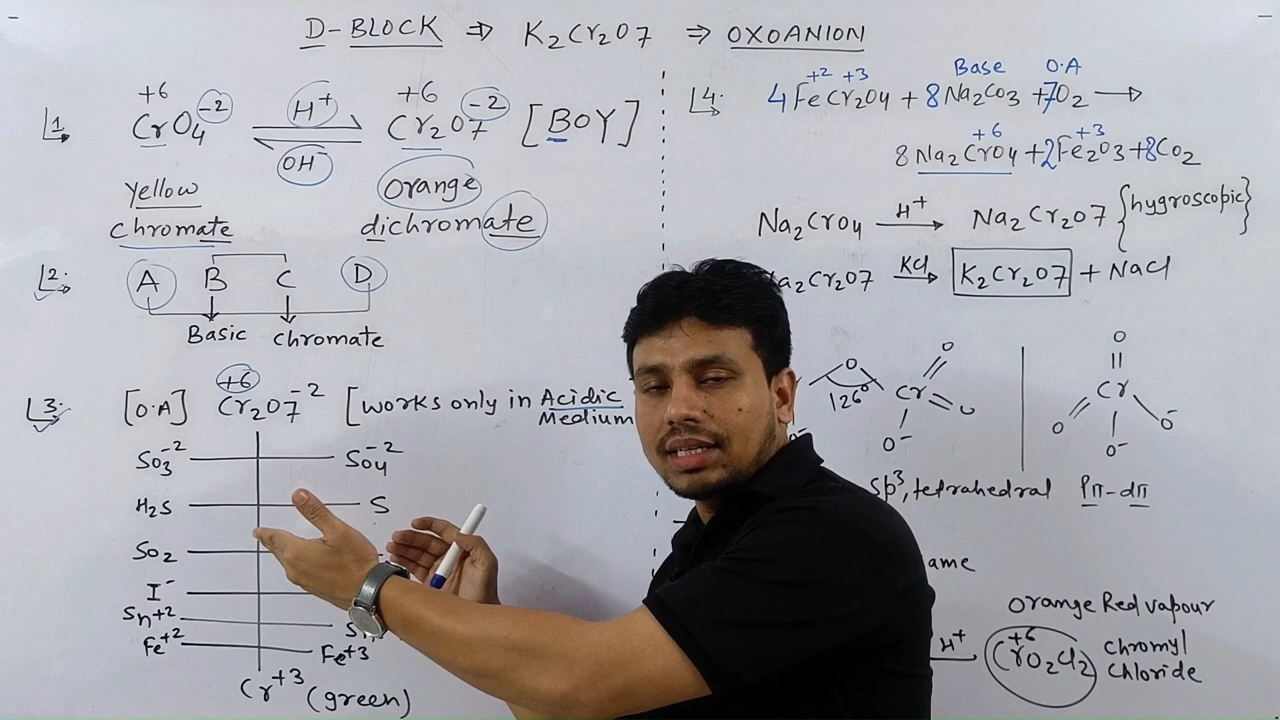 D-BLOCK ⇒ K2Cr2O7 ⇒ OXOANION
1. +6 CrO4 -2 ⇌ H+ OH- +6 Cr2O7 -2 [BOY]
Yellow orange
chromate dichromate
2. A B C D
Basic chromate
3. [O.A] +6 Cr2O7 -2 [works only in Acidic
Medium
SO3 -2 SO4 -2
H2S S
SO2
I-
Sn+2 Sn
Fe+2 Fe+3
Cr+3 (green)
+2 +3 Base O.A
4. 4FeCr2O4 + 8Na2CO3 + 7O2 →
+6 +3
8Na2CrO4 + 2Fe2O3 + 8CO2
Na2CrO4 H+ → Na2Cr2O7 {hygroscopic}
a2Cr2O7 KCl → K2Cr2O7 + NaCl
O O O
126° Cr O Cr
O- O O- O-
O-
sp3, tetrahedral Pπ-dπ
ame
orange Red vapour
H+ +6 CrO2Cl2 chromyl
chloride